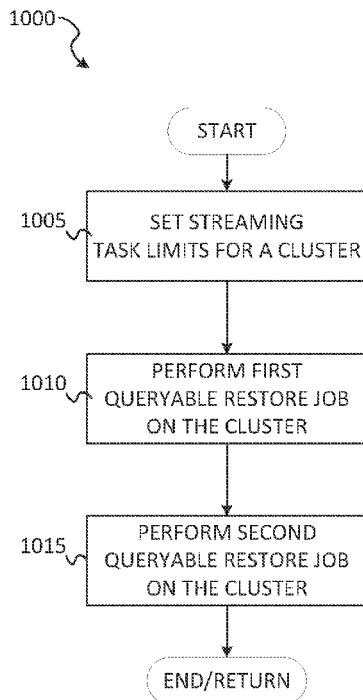 1000
START
1005
SET STREAMING
TASK LIMITS FOR A CLUSTER
1010
PERFORM FIRST
QUERYABLE RESTORE JOB
ON THE CLUSTER
1015
PERFORM SECOND
QUERYABLE RESTORE JOB
ON THE CLUSTER
END/RETURN